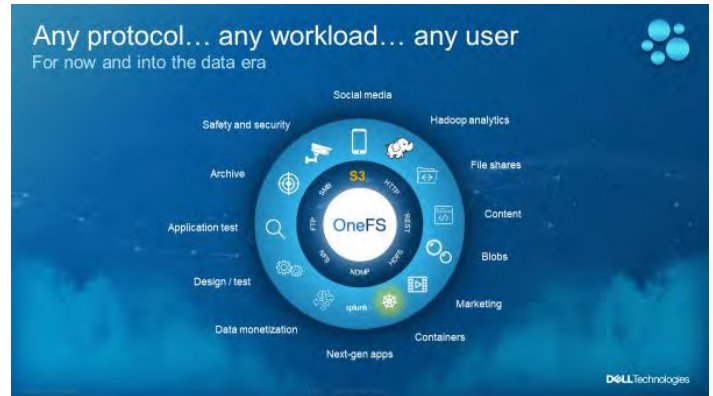 Any protocol… any workload… any user
For now and into the data era
Social media
Safety and security
Hadoop analytics
Archive
File shares
Application test
Content
Design / test
Blobs
Data monetization
Marketing
Next-gen apps
Containers
S3
HTTP
REST
HDFS
NDMP
NFS
FTP
SMB
OneFS
splunk
DELLTechnologies